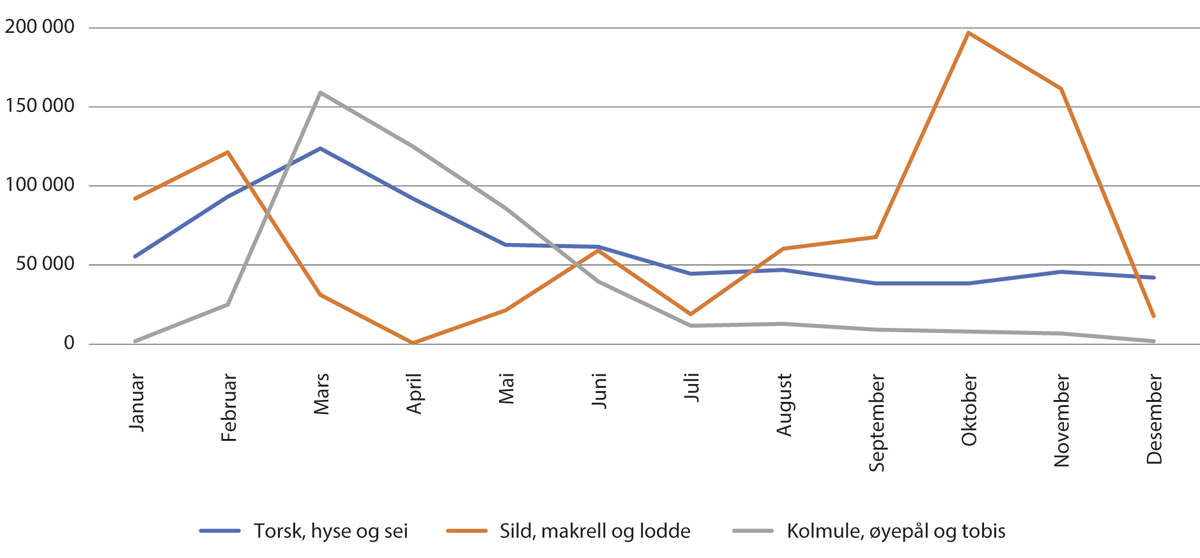 200 000
150 000
100 000
50 000
0
Januar
Februar
Mars
April
Mai
Juni
Juli
August
September
Oktober
November
Desember
Torsk, hyse og sei
Sild, makrell og lodde
Kolmule, øyepål og tobis